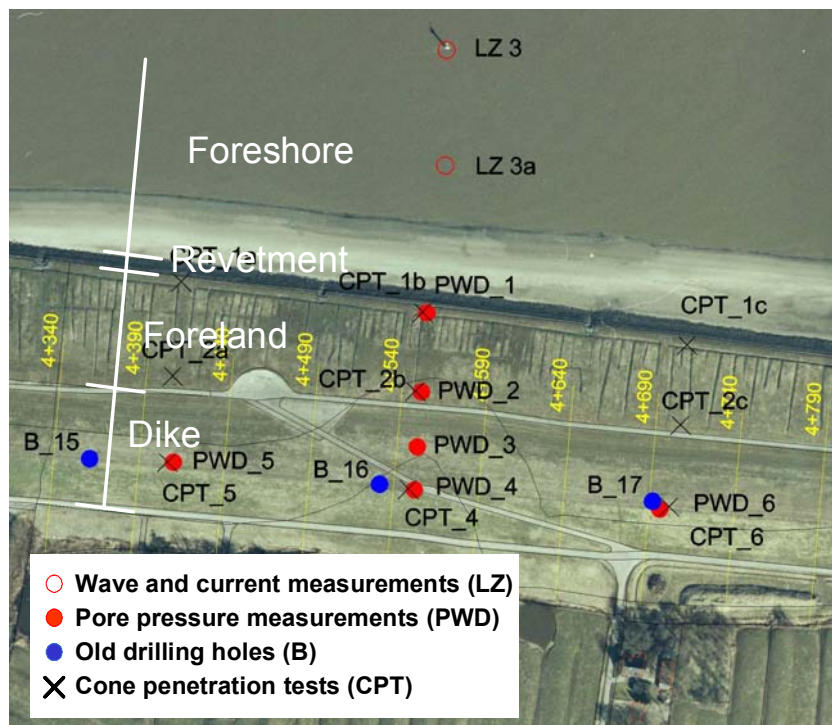 LZ 3
Foreshore
LZ 3a
CPT_1a
Revetment
CPT_1b PWD_1
CPT_1c
Foreland
4+340
4+390
4+490
4+540
4+590
4+640
4+690
4+790
CPT_2a
CPT_2b PWD_2
CPT_2c
Dike
B_15
PWD_5
CPT_5
PWD_3
B_16
PWD_4
CPT_4
B_17
PWD_6
CPT_6
Wave and current measurements (LZ)
Pore pressure measurements (PWD)
Old drilling holes (B)
Cone penetration tests (CPT)